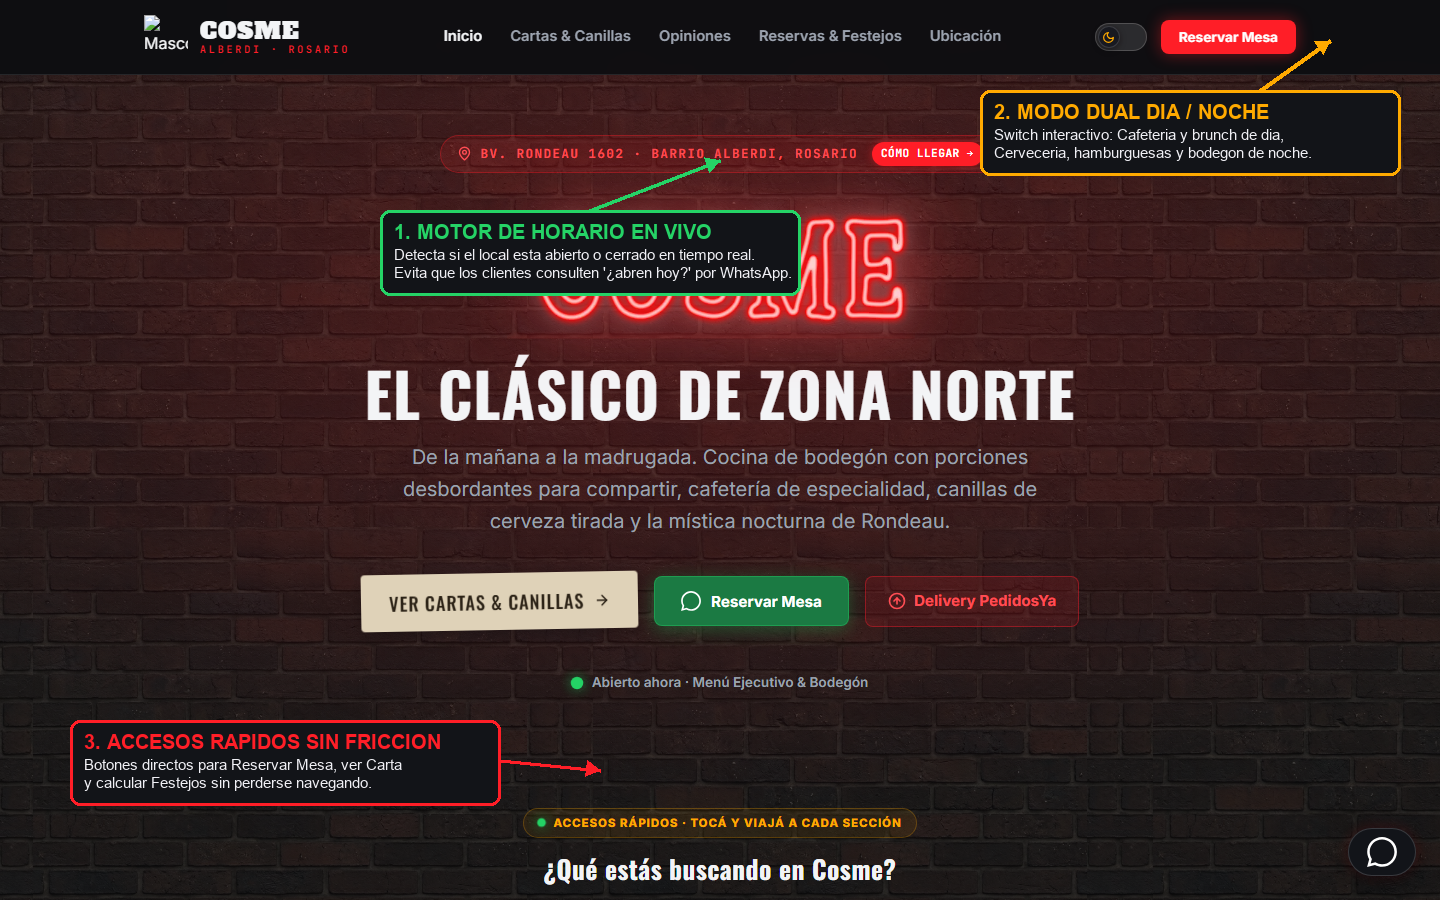 Masc
COSME
ALBERDI · ROSARIO
Inicio
Cartas & Canillas
Opiniones
Reservas & Festejos
Ubicación
Reservar Mesa
2. MODO DUAL DIA / NOCHE
Switch interactivo: Cafeteria y brunch de dia,
Cerveceria, hamburguesas y bodegon de noche.
BV. RONDEAU 1602 · BARRIO ALBERDI, ROSARIO
CÓMO LLEGAR →
1. MOTOR DE HORARIO EN VIVO
Detecta si el local esta abierto o cerrado en tiempo real.
Evita que los clientes consulten '¿abren hoy?' por WhatsApp.
COSME
EL CLÁSICO DE ZONA NORTE
De la mañana a la madrugada. Cocina de bodegón con porciones
desbordantes para compartir, cafetería de especialidad, canillas de
cerveza tirada y la mística nocturna de Rondeau.
VER CARTAS & CANILLAS →
Reservar Mesa
Delivery PedidosYa
Abierto ahora · Menú Ejecutivo & Bodegón
3. ACCESOS RAPIDOS SIN FRICCION
Botones directos para Reservar Mesa, ver Carta
y calcular Festejos sin perderse navegando.
ACCESOS RÁPIDOS · TOCÁ Y VIAJÁ A CADA SECCIÓN
¿Qué estás buscando en Cosme?